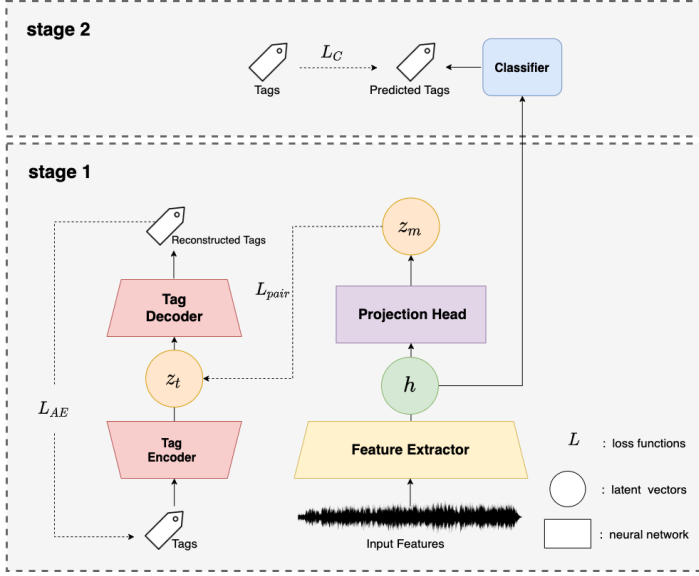 stage 2
L_C
Tags
Predicted Tags
Classifier
stage 1
Reconstructed Tags
z_m
L_pair
Tag
Decoder
Projection Head
z_t
h
L_AE
Tag
Encoder
Feature Extractor
L : loss functions
: latent vectors
: neural network
Tags
Input Features